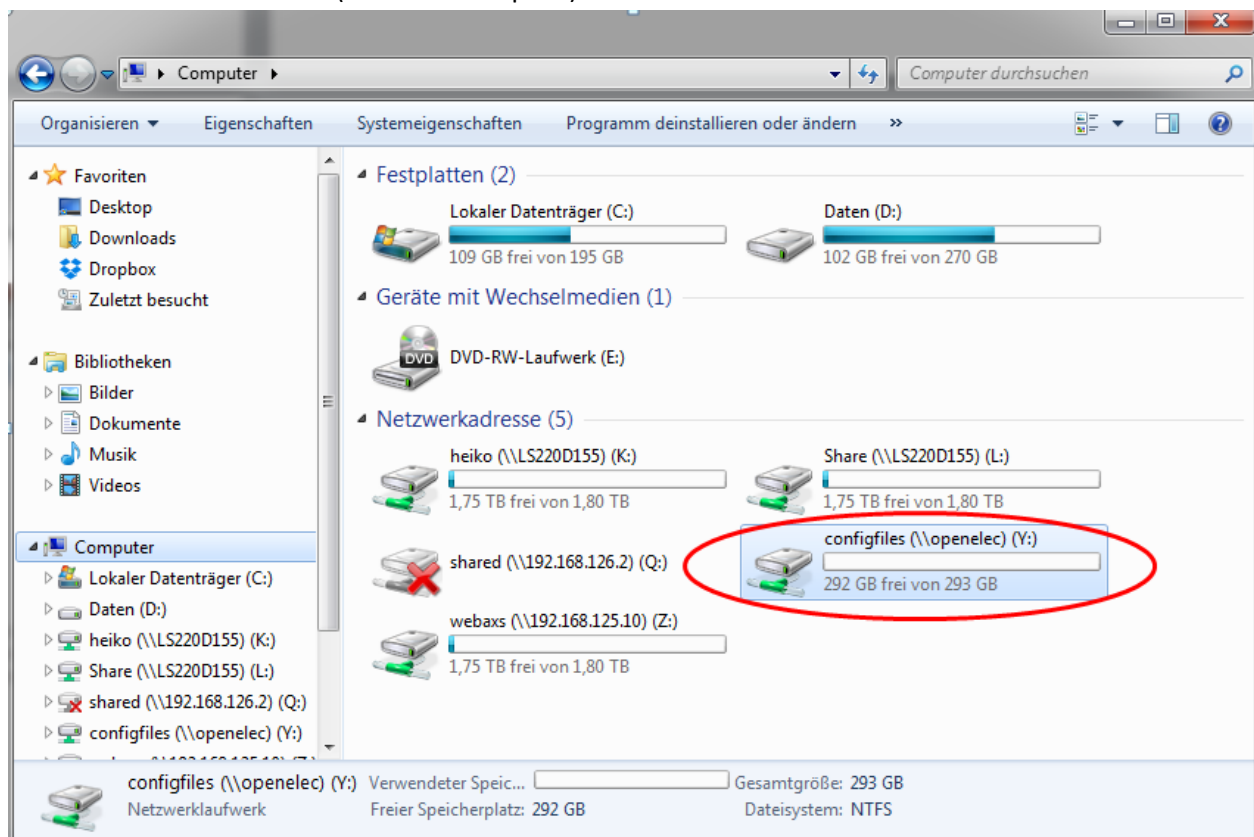 Computer
Computer durchsuchen
Organisieren
Eigenschaften
Systemeigenschaften
Programm deinstallieren oder ändern
»
Favoriten
Desktop
Downloads
Dropbox
Zuletzt besucht
Bibliotheken
Bilder
Dokumente
Musik
Videos
Computer
Lokaler Datenträger (C:)
Daten (D:)
heiko (\\LS220D155) (K:)
Share (\\LS220D155) (L:)
shared (\\192.168.126.2) (Q:)
configfiles (\\openelec) (Y:)
Festplatten (2)
Lokaler Datenträger (C:)
109 GB frei von 195 GB
Daten (D:)
102 GB frei von 270 GB
Geräte mit Wechselmedien (1)
DVD
DVD-RW-Laufwerk (E:)
Netzwerkadresse (5)
heiko (\\LS220D155) (K:)
1,75 TB frei von 1,80 TB
Share (\\LS220D155) (L:)
1,75 TB frei von 1,80 TB
shared (\\192.168.126.2) (Q:)
configfiles (\\openelec) (Y:)
292 GB frei von 293 GB
webaxs (\\192.168.125.10) (Z:)
1,75 TB frei von 1,80 TB
configfiles (\\openelec) (Y:)
Netzwerklaufwerk
Verwendeter Speic...
Freier Speicherplatz: 292 GB
Gesamtgröße: 293 GB
Dateisystem: NTFS